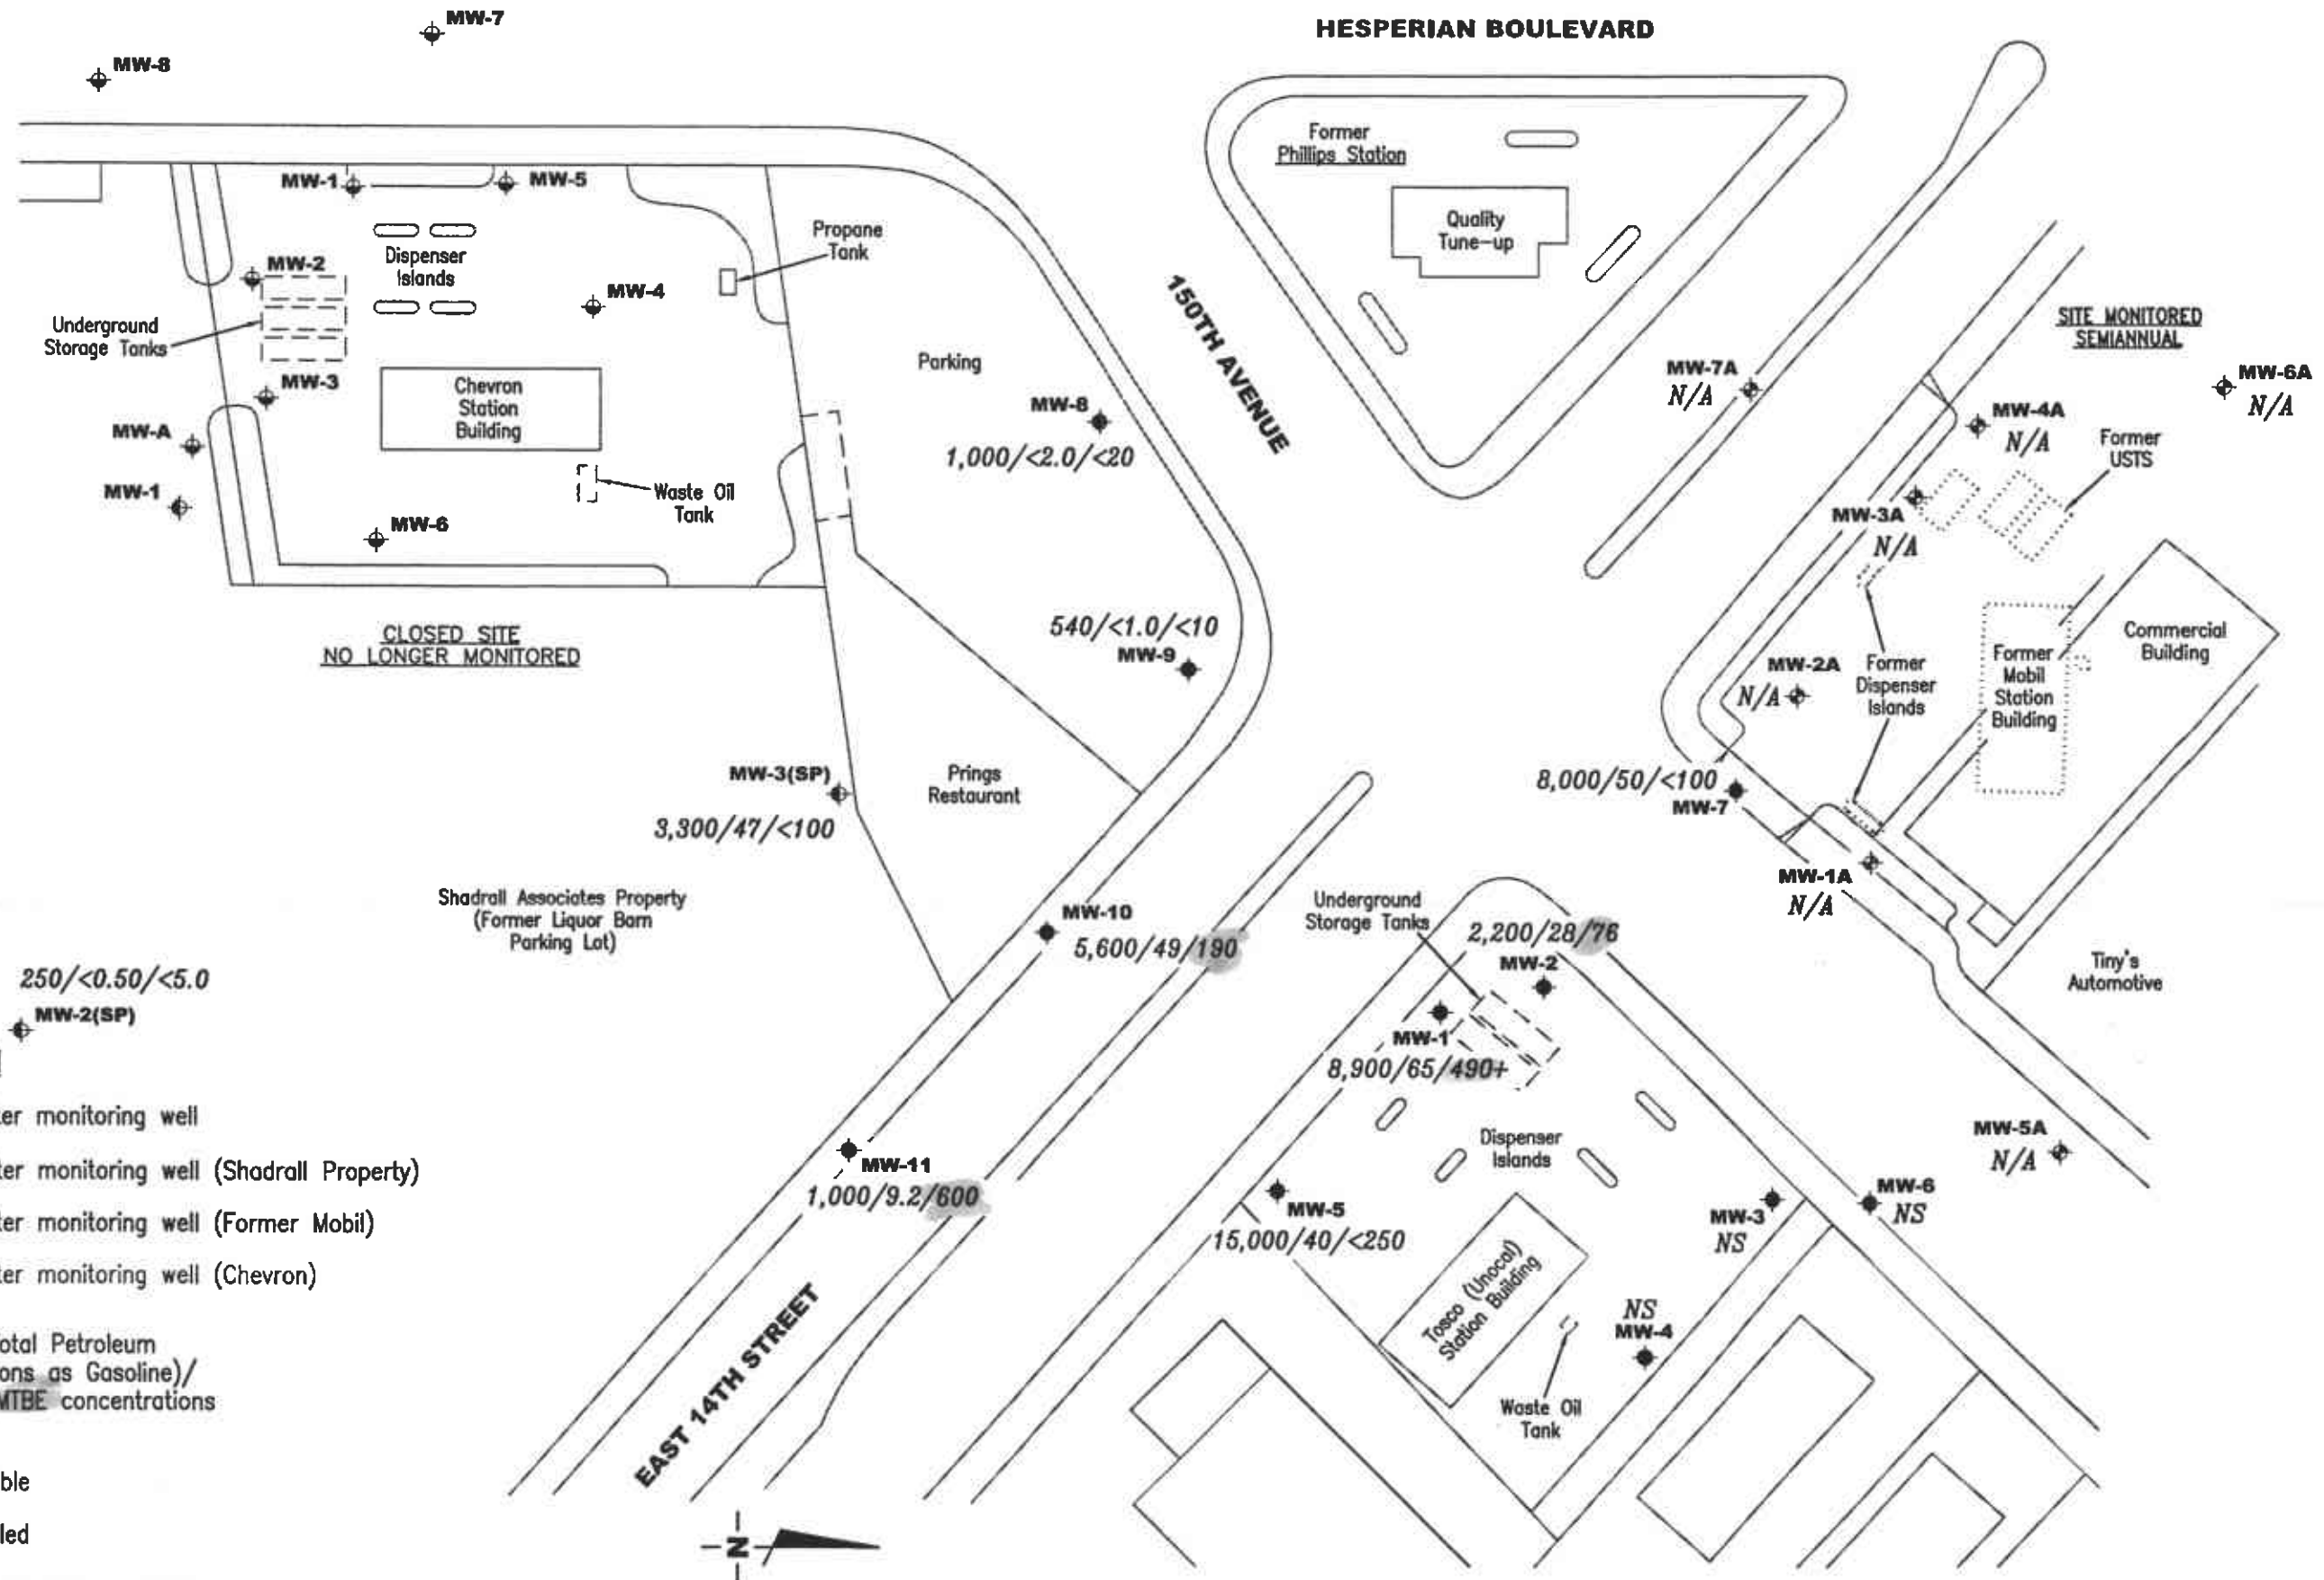 MW-7
HESPERIAN BOULEVARD
MW-8
Former
Phillips Station
MW-1
MW-5
Quality
Tune-up
Propane
Tank
Dispenser
Islands
MW-2
MW-4
150TH AVENUE
Underground
Storage Tanks
SITE MONITORED
SEMIANNUAL
Parking
MW-7A
N/A
MW-6A
N/A
MW-3
Chevron
Station
Building
MW-8
1,000/<2.0/<20
MW-4A
N/A
Former
USTS
MW-A
MW-1
Waste Oil
Tank
MW-6
MW-3A
N/A
CLOSED SITE
NO LONGER MONITORED
540/<1.0/<10
MW-9
Commercial
Building
MW-2A
N/A
Former
Dispenser
Islands
Former
Mobil
Station
Building
MW-3(SP)
3,300/47/<100
Prings
Restaurant
8,000/50/<100
MW-7
MW-1A
N/A
Shadrall Associates Property
(Former Liquor Barn
Parking Lot)
MW-10
5,600/49/190
Underground
Storage Tanks
2,200/28/76
MW-2
Tiny's
Automotive
250/<0.50/<5.0
MW-2(SP)
MW-1
8,900/65/490+
er monitoring well
ter monitoring well (Shadrall Property)
ter monitoring well (Former Mobil)
ter monitoring well (Chevron)
MW-11
1,000/9.2/600
Dispenser
Islands
MW-5A
N/A
MW-5
15,000/40/<250
MW-3
NS
MW-6
NS
Tosco (Unocal)
Station Building
NS
MW-4
EAST 14TH STREET
otal Petroleum
ons as Gasoline)/
MTBE concentrations
Waste Oil
Tank
ble
led
N